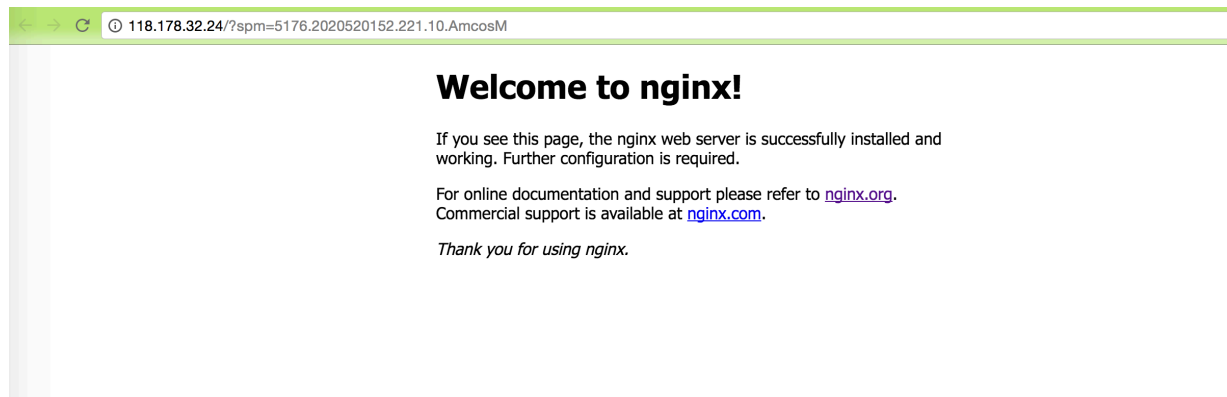 118.178.32.24/?spm=5176.2020520152.221.10.AmcosM
Welcome to nginx!
If you see this page, the nginx web server is successfully installed and
working. Further configuration is required.
For online documentation and support please refer to nginx.org.
Commercial support is available at nginx.com.
Thank you for using nginx.